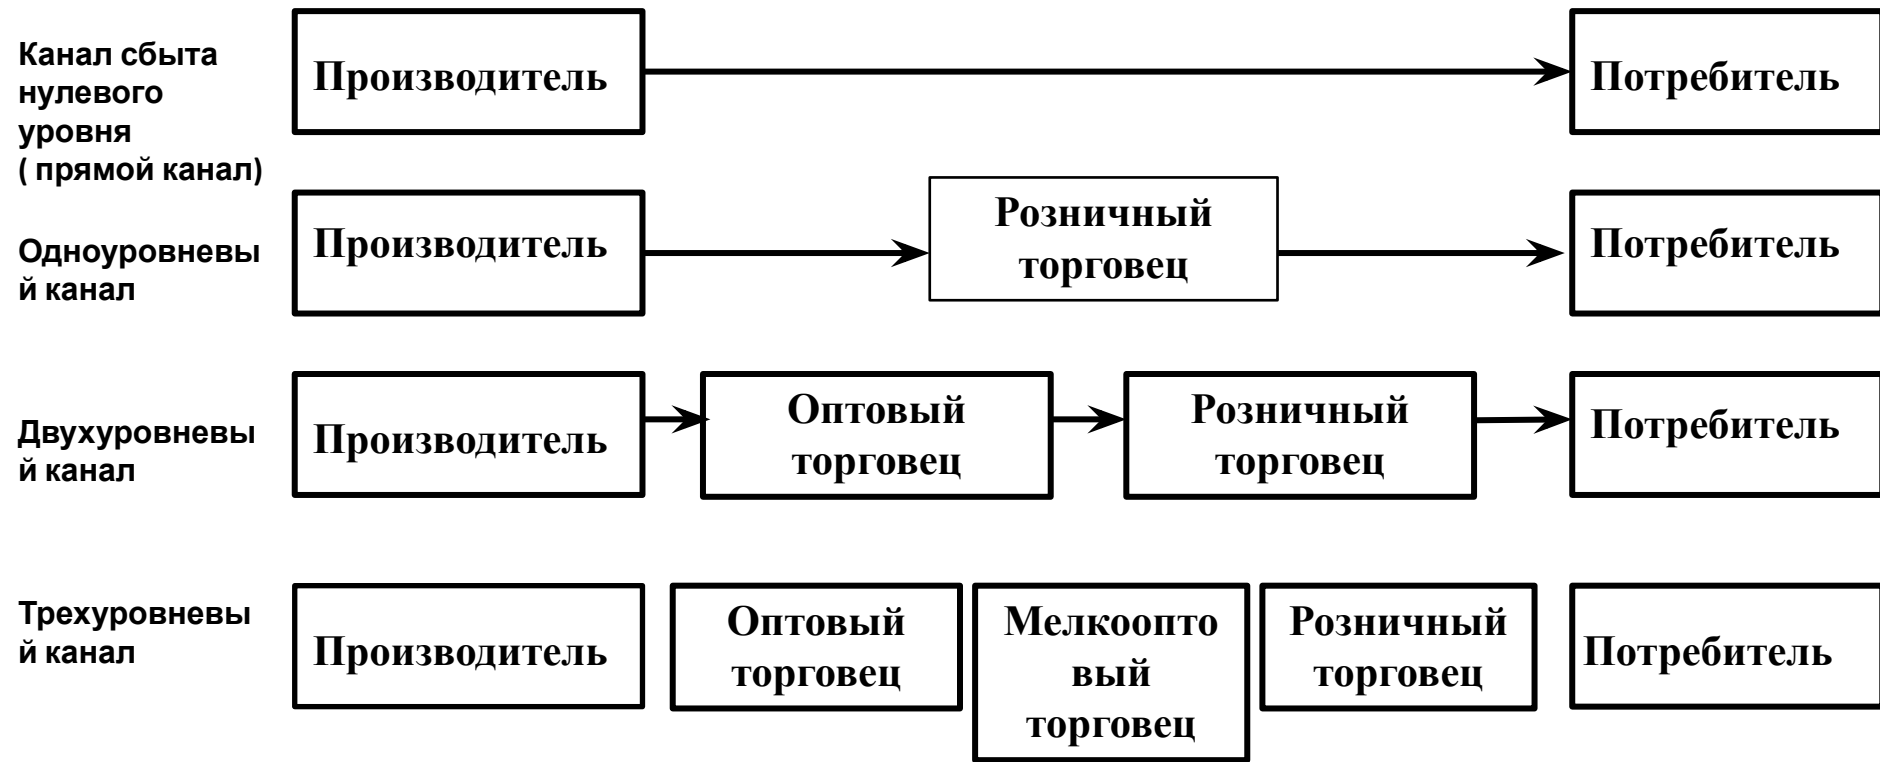 Канал сбыта
нулевого
уровня
( прямой канал)
Производитель
Потребитель
Одноуровневы
й канал
Производитель
Розничный
торговец
Потребитель
Двухуровневы
й канал
Производитель
Оптовый
торговец
Розничный
торговец
Потребитель
Трехуровневы
й канал
Производитель
Оптовый
торговец
Мелкоопто
вый
торговец
Розничный
торговец
Потребитель